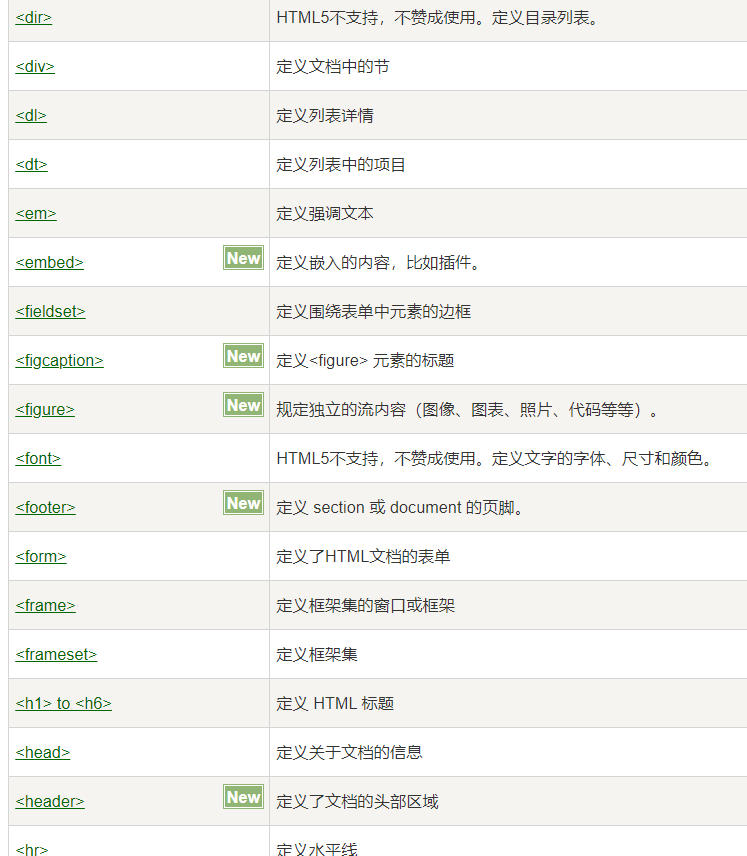 <dir> HTML5不支持，不赞成使用。定义目录列表。
<div> 定义文档中的节
<dl> 定义列表详情
<dt> 定义列表中的项目
<em> 定义强调文本
<embed> New 定义嵌入的内容，比如插件。
<fieldset> 定义围绕表单中元素的边框
<figcaption> New 定义<figure> 元素的标题
<figure> New 规定独立的流内容（图像、图表、照片、代码等等）。
<font> HTML5不支持，不赞成使用。定义文字的字体、尺寸和颜色。
<footer> New 定义 section 或 document 的页脚。
<form> 定义了HTML文档的表单
<frame> 定义框架集的窗口或框架
<frameset> 定义框架集
<h1> to <h6> 定义 HTML 标题
<head> 定义关于文档的信息
<header> New 定义了文档的头部区域
<hr> 定义水平线